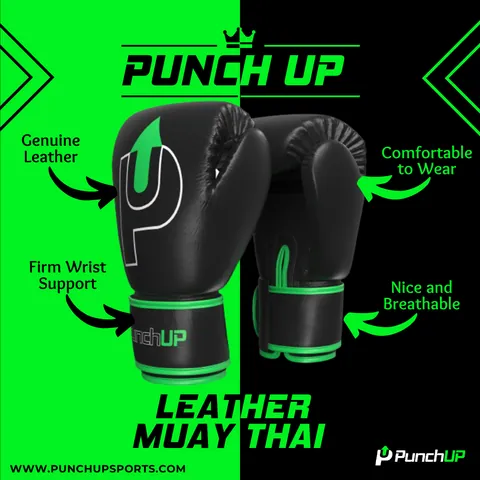 PUNCH UP
Genuine
Leather
Comfortable
to Wear
Firm Wrist
Support
Nice and
Breathable
nchUP
LEATHER
MUAY THAI
WWW.PUNCHUPSPORTS.COM
PunchUP